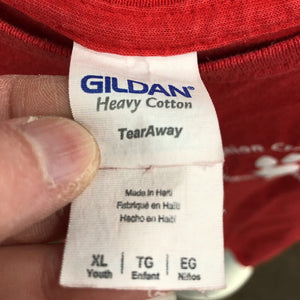 GILDAN®
Heavy Cotton
TearAway
Made in Haiti
Fabriqué en Haïti
Hecho en Haití
XL TG EG
Youth Enfant Niños